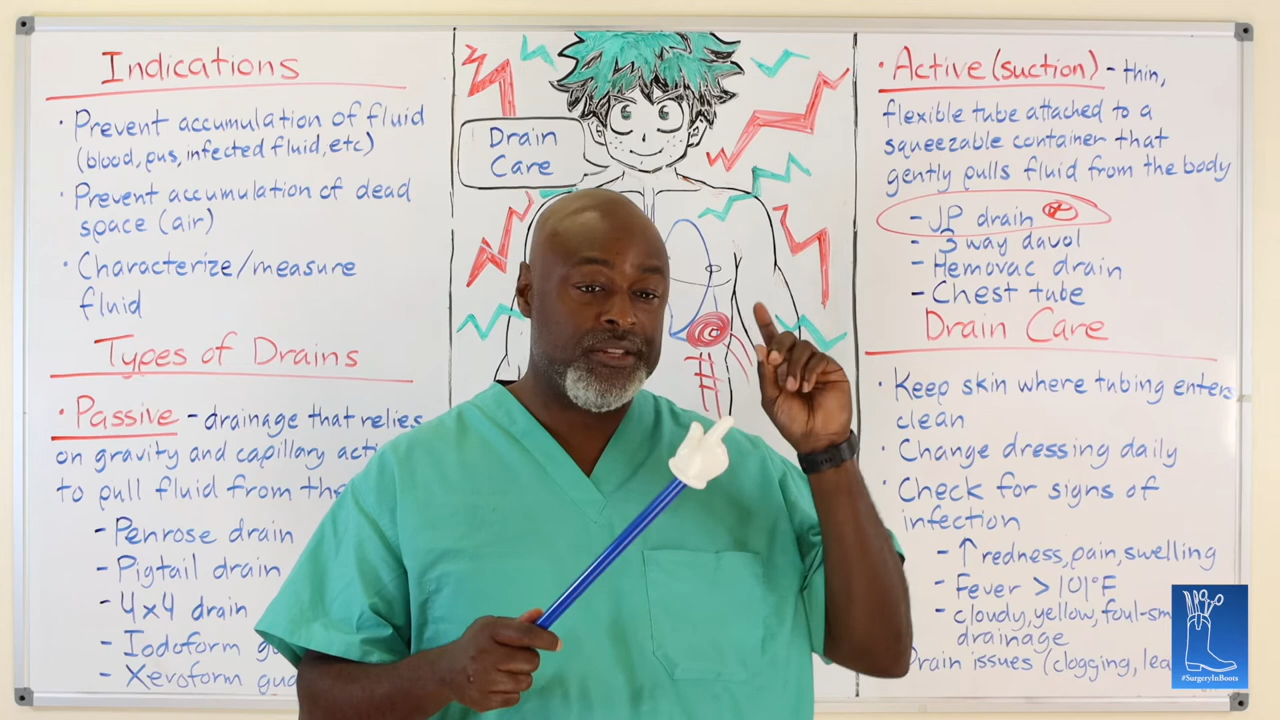 Indications
· Prevent accumulation of fluid
(blood, pus, infected fluid, etc)
· Prevent accumulation of dead
space (air)
· Characterize/measure
fluid
Types of Drains
· Passive - drainage that relies
on gravity and capillary acti
to pull fluid from the
- Penrose drain
- Pigtail drain
- 4x4 drain
- Iodoform
- Xeroform
Drain
Care
· Active (suction) - thin,
flexible tube attached to a
squeezable container that
gently pulls fluid from the body
- JP drain
- 3 way davol
- Hemovac drain
- Chest tube
Drain Care
· Keep skin where tubing enters
clean
· Change dressing daily
· Check for signs of
infection
- ↑ redness, pain, swelling
- Fever > 101°F
- cloudy, yellow, foul-sm
drainage
Drain issues (clogging, lea
#SurgeryInBoots